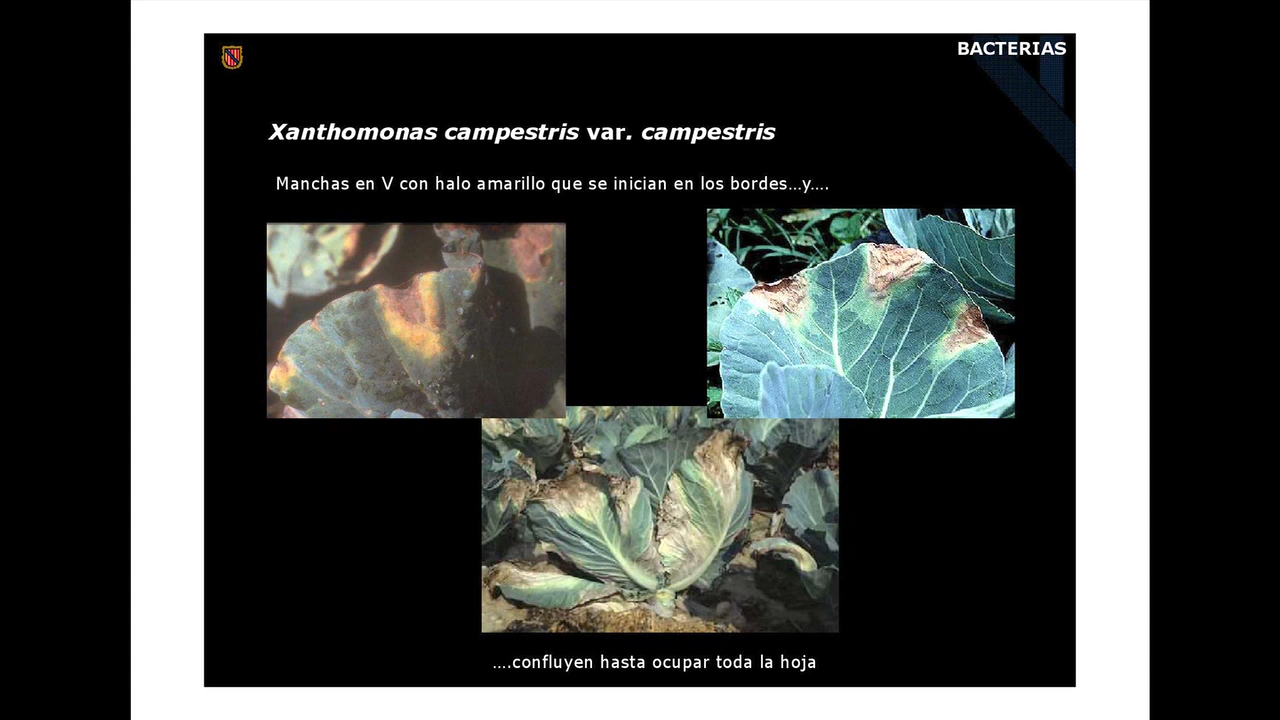 BACTERIAS
Xanthomonas campestris var. campestris
Manchas en V con halo amarillo que se inician en los bordes...y....
....confluyen hasta ocupar toda la hoja